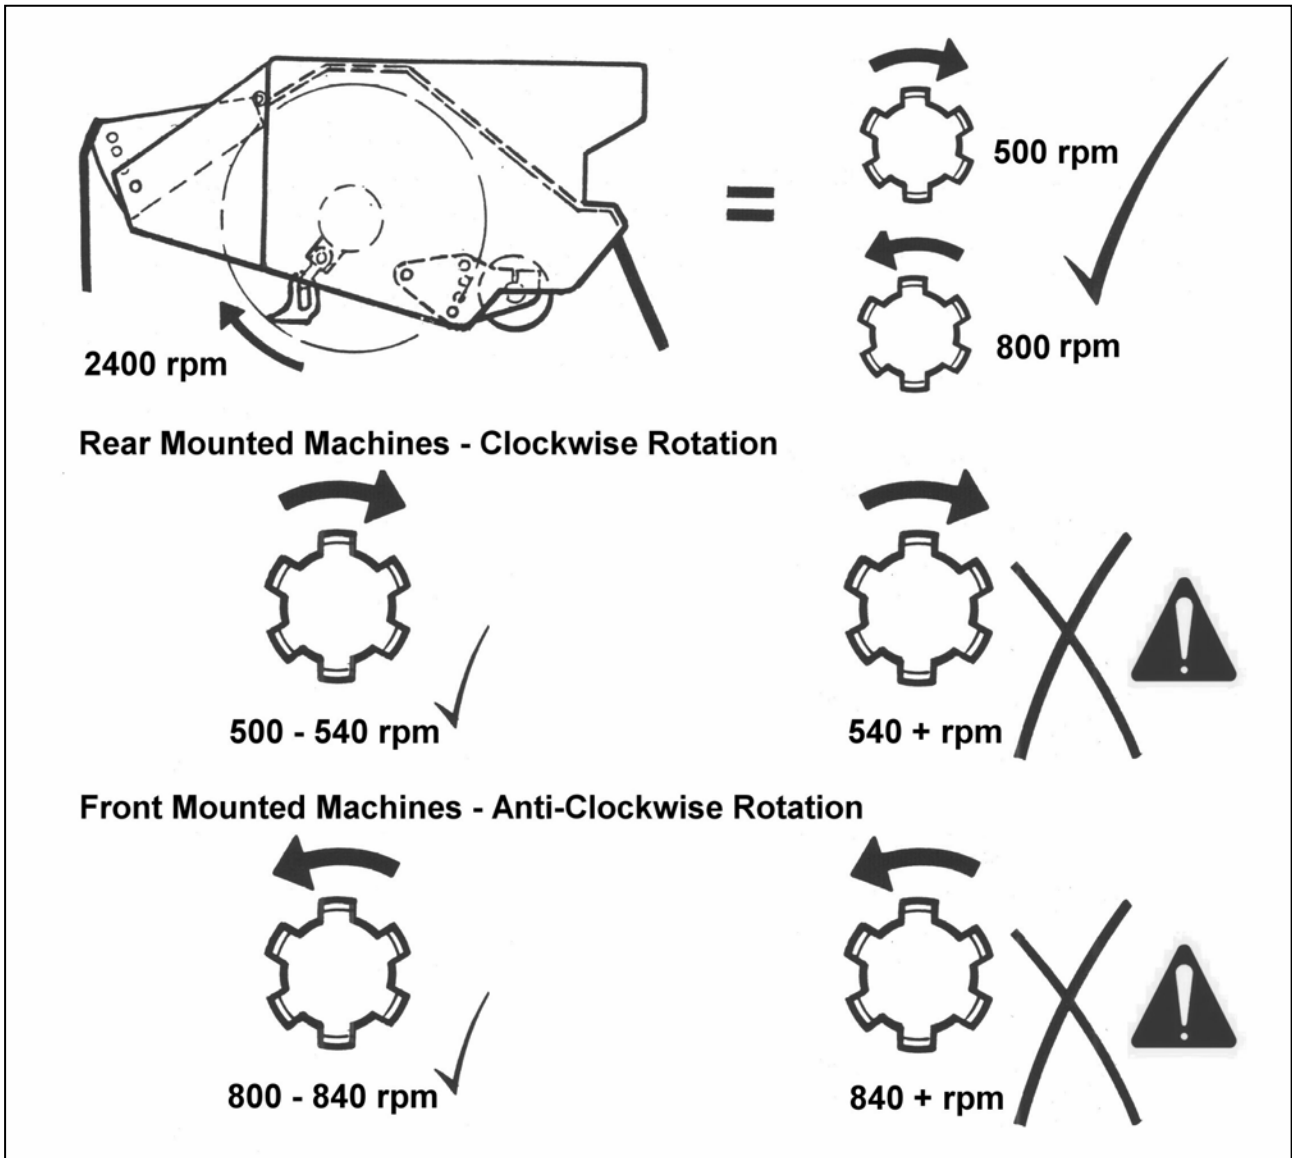 500 rpm
800 rpm
2400 rpm
Rear Mounted Machines - Clockwise Rotation
500 - 540 rpm
540 + rpm
Front Mounted Machines - Anti-Clockwise Rotation
800 - 840 rpm
840 + rpm